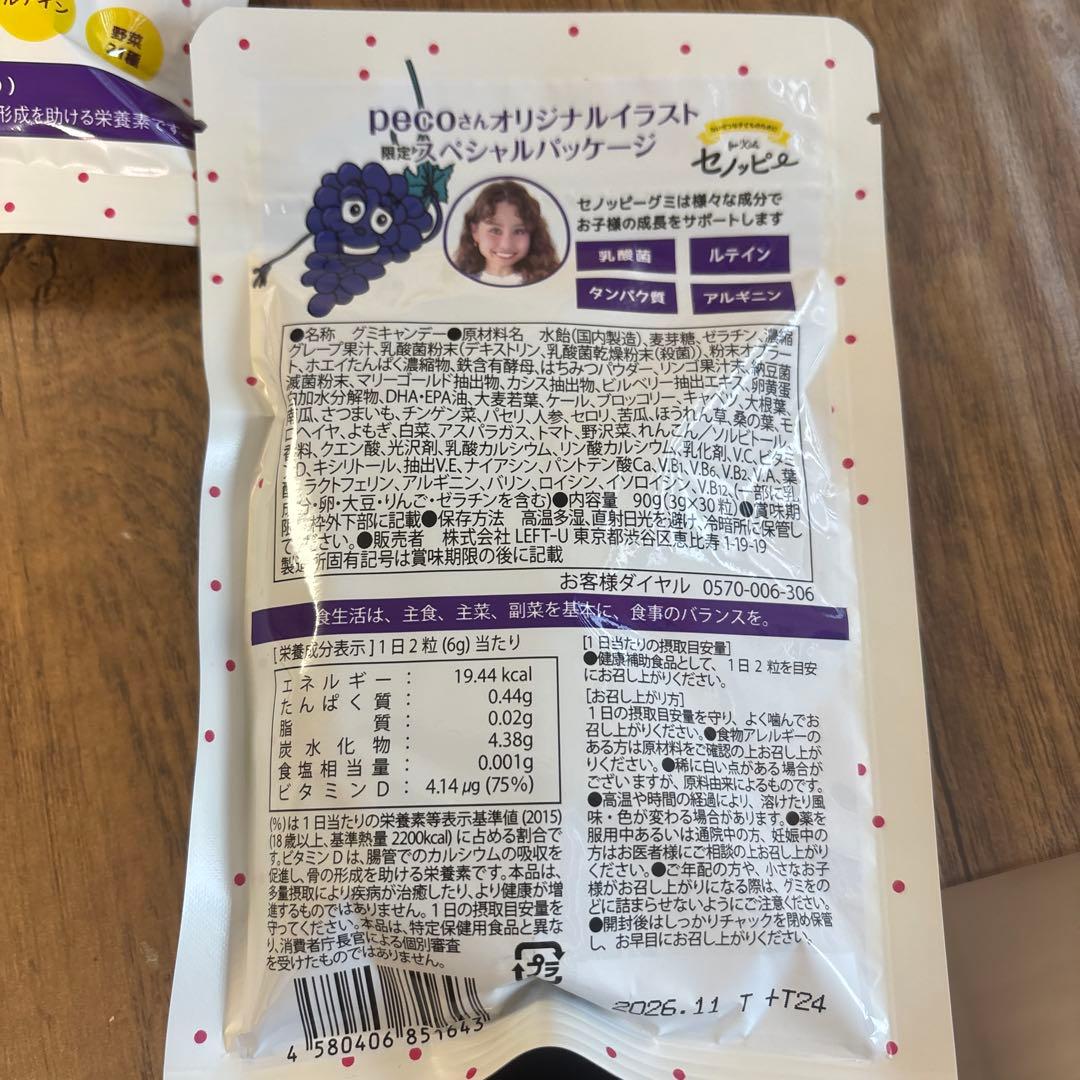 ルテイン
野菜
21種
形成を助ける栄養素です。
pecoさんオリジナルイラスト
限定 スペシャルパッケージ
セノッピー
セノッピーグミは様々な成分で
お子様の成長をサポートします
乳酸菌 ルテイン
タンパク質 アルギニン
●名称 グミキャンデー●原材料名 水飴(国内製造)、麦芽糖、ゼラチン、濃縮
グレープ果汁、乳酸菌粉末(デキストリン、乳酸菌乾燥粉末(殺菌))、粉末オブラー
ト、ホエイたんぱく濃縮物、鉄含有酵母、はちみつパウダー、リンゴ果汁末、納豆菌
滅菌粉末、マリーゴールド抽出物、カシス抽出物、ビルベリー抽出エキス、卵黄蛋
白加水分解物、DHA・EPA油、大麦若葉、ケール、ブロッコリー、キャベツ、大根葉、
南瓜、さつまいも、チンゲン菜、パセリ、人参、セロリ、苦瓜、ほうれん草、桑の葉、モ
ロヘイヤ、よもぎ、白菜、アスパラガス、トマト、野沢菜、れんこん／ソルビトール、
香料、クエン酸、光沢剤、乳酸カルシウム、リン酸カルシウム、乳化剤、V.C、ビタミ
ンD、キシリトール、抽出V.E、ナイアシン、パントテン酸Ca、V.B1、V.B6、V.B2、V.A、葉
酸、ラクトフェリン、アルギニン、バリン、ロイシン、イソロイシン、V.B12、(一部に乳
成分・卵・大豆・りんご・ゼラチンを含む)●内容量 90g(3g×30粒)●賞味期
限 枠外下部に記載●保存方法 高温多湿、直射日光を避け、冷暗所に保管し
てください。●販売者 株式会社 LEFT-U 東京都渋谷区恵比寿 1-19-19
製造所固有記号は賞味期限の後に記載
お客様ダイヤル 0570-006-306
食生活は、主食、主菜、副菜を基本に、食事のバランスを。
[栄養成分表示]1日2粒(6g)当たり
エネルギー： 19.44 kcal
たんぱく質： 0.44g
脂質： 0.02g
炭水化物： 4.38g
食塩相当量： 0.001g
ビタミンD： 4.14 μg (75%)
(%)は1日当たりの栄養素等表示基準値(2015)
(18歳以上、基準熱量2200kcal)に占める割合で
す。ビタミンDは、腸管でのカルシウムの吸収を
促進し、骨の形成を助ける栄養素です。本品は、
多量摂取により疾病が治癒したり、より健康が増
進するものではありません。1日の摂取目安量を
守ってください。本品は、特定保健用食品と異な
り、消費者庁長官による個別審査
を受けたものではありません。
[1日当たりの摂取目安量]
●健康補助食品として、1日2粒を目安
にお召し上がりください。
[お召し上がり方]
1日の摂取目安量を守り、よく噛んでお
召し上がりください。●食物アレルギーの
ある方は原材料をご確認の上お召し上が
りください。●稀に白い点がある場合が
ございますが、原料由来によるものです。
●高温や時間の経過により、溶けたり風
味・色が変わる場合があります。●薬を
服用中あるいは通院中の方、妊娠中の
方はお医者様にご相談の上お召し上がり
ください。●ご年配の方や、小さなお子
様がお召し上がりになる際は、グミをの
どに詰まらせないようにご注意ください。
●開封後はしっかりチャックを閉め保管
し、お早目にお召し上がりください。
プラ
2026.11 T +T24
4 580406 851643